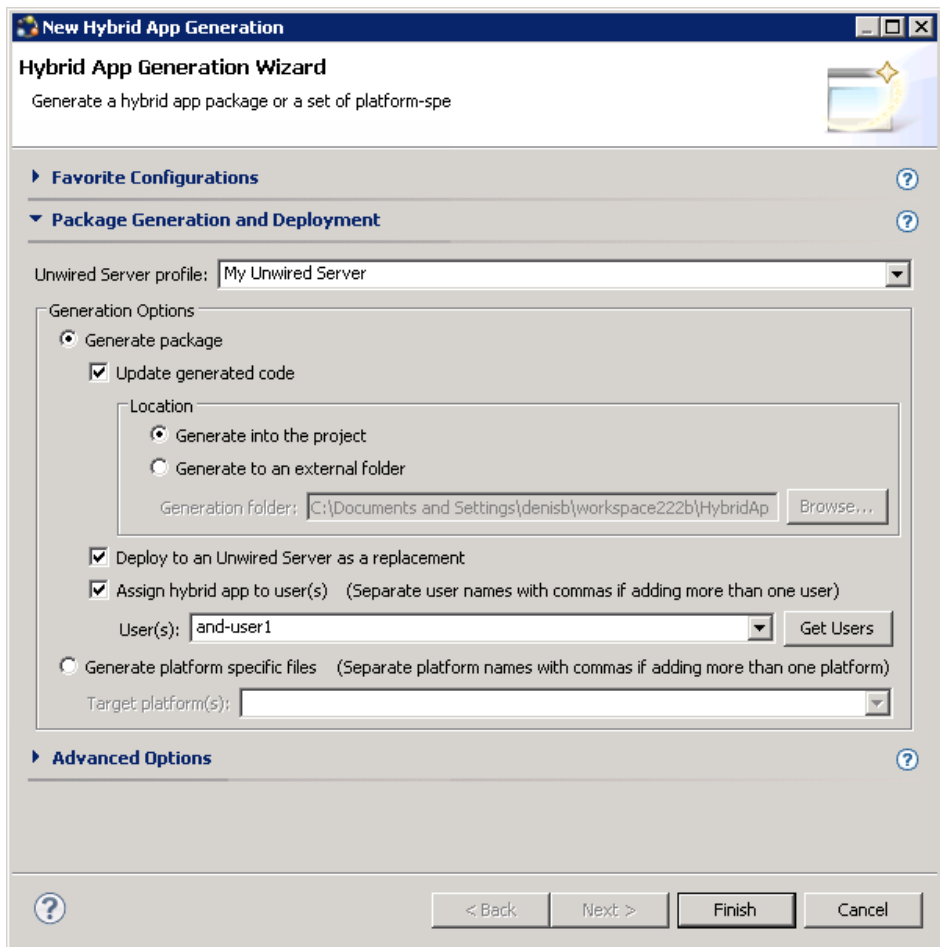 New Hybrid App Generation
Hybrid App Generation Wizard
Generate a hybrid app package or a set of platform-spe
Favorite Configurations
Package Generation and Deployment
Unwired Server profile: My Unwired Server
Generation Options
Generate package
Update generated code
Location
Generate into the project
Generate to an external folder
Generation folder: C:\Documents and Settings\denisb\workspace222b\HybridAp Browse...
Deploy to an Unwired Server as a replacement
Assign hybrid app to user(s) (Separate user names with commas if adding more than one user)
User(s): and-user1 Get Users
Generate platform specific files (Separate platform names with commas if adding more than one platform)
Target platform(s):
Advanced Options
< Back Next > Finish Cancel